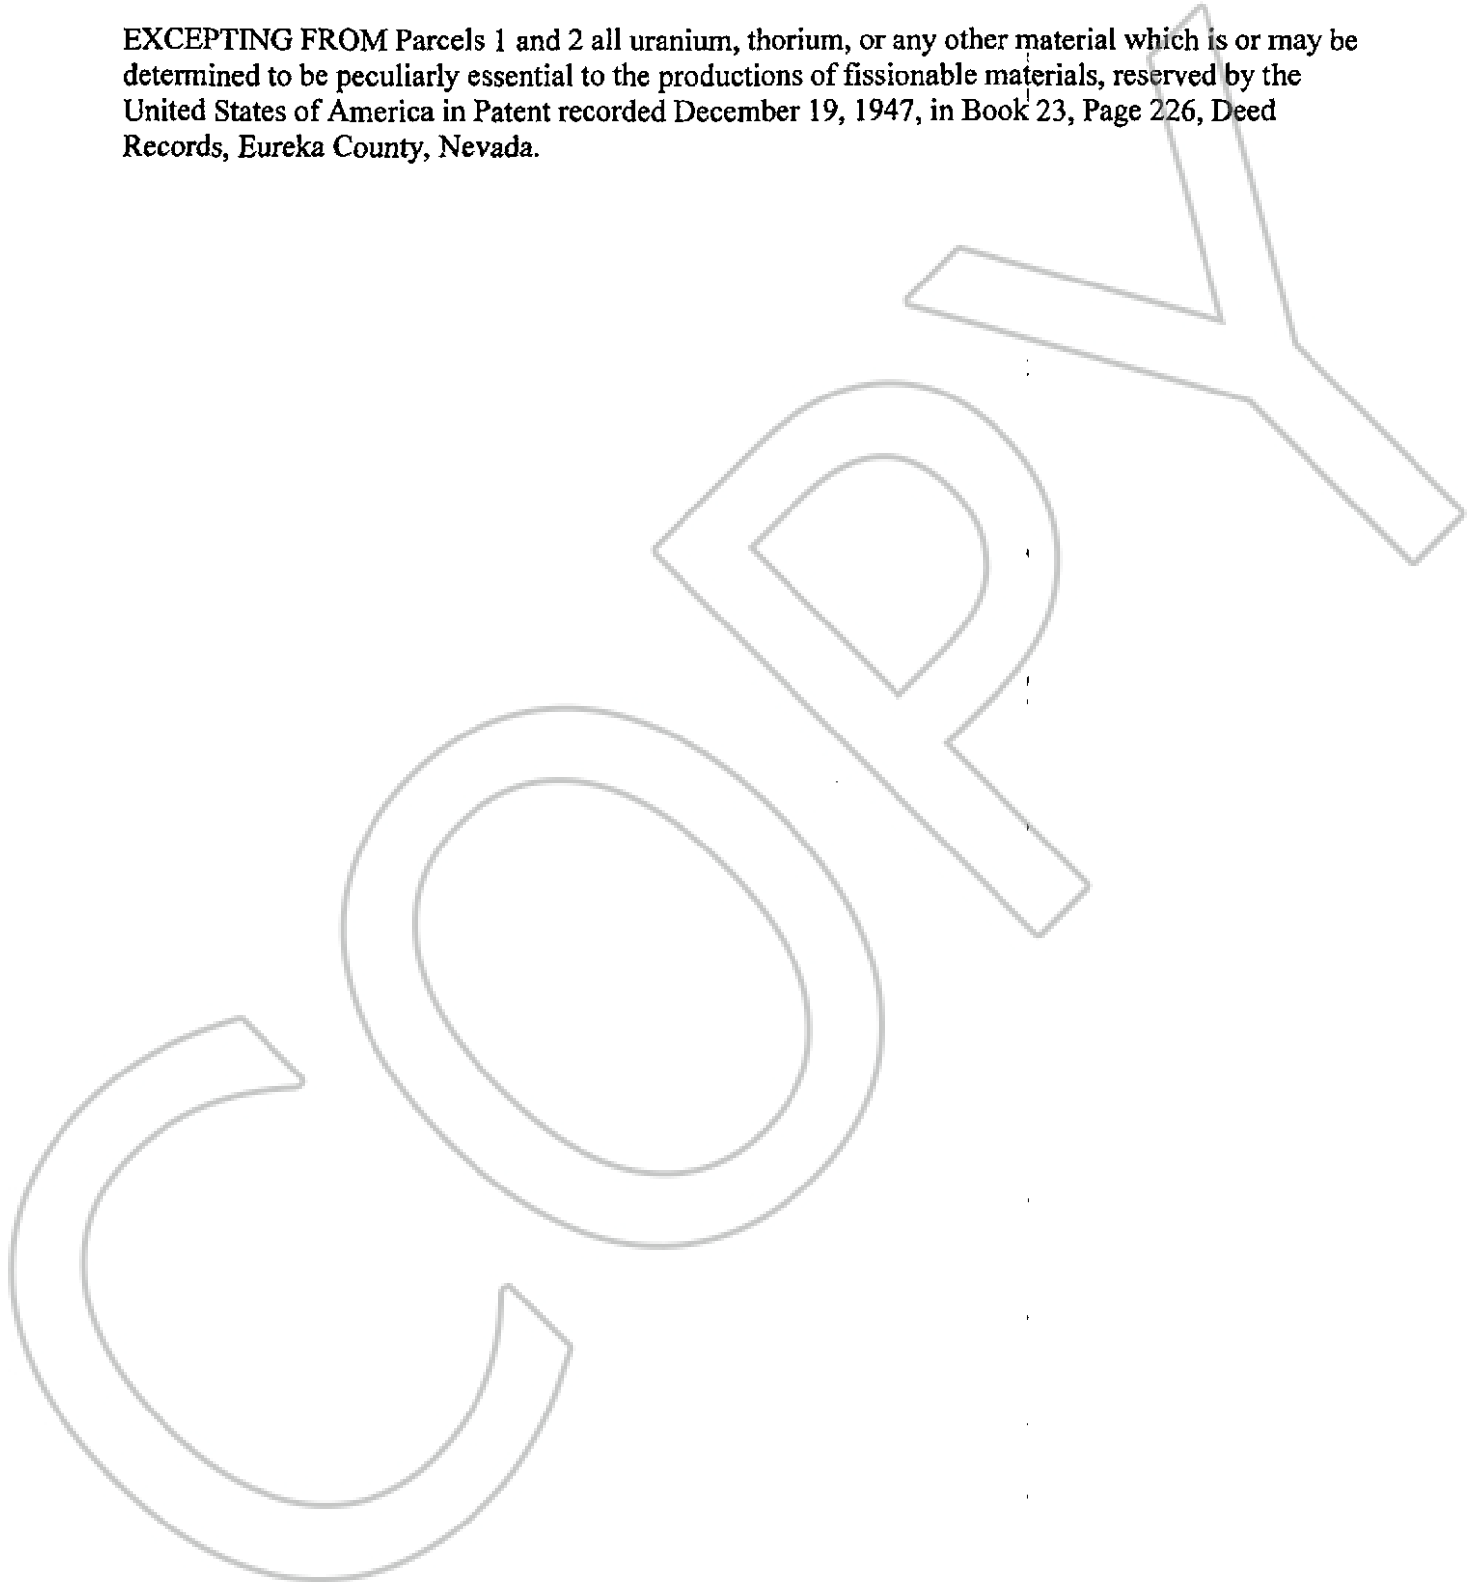 EXCEPTING FROM Parcels 1 and 2 all uranium, thorium, or any other material which is or may be
determined to be peculiarly essential to the productions of fissionable materials, reserved by the
United States of America in Patent recorded December 19, 1947, in Book 23, Page 226, Deed
Records, Eureka County, Nevada.
COPY